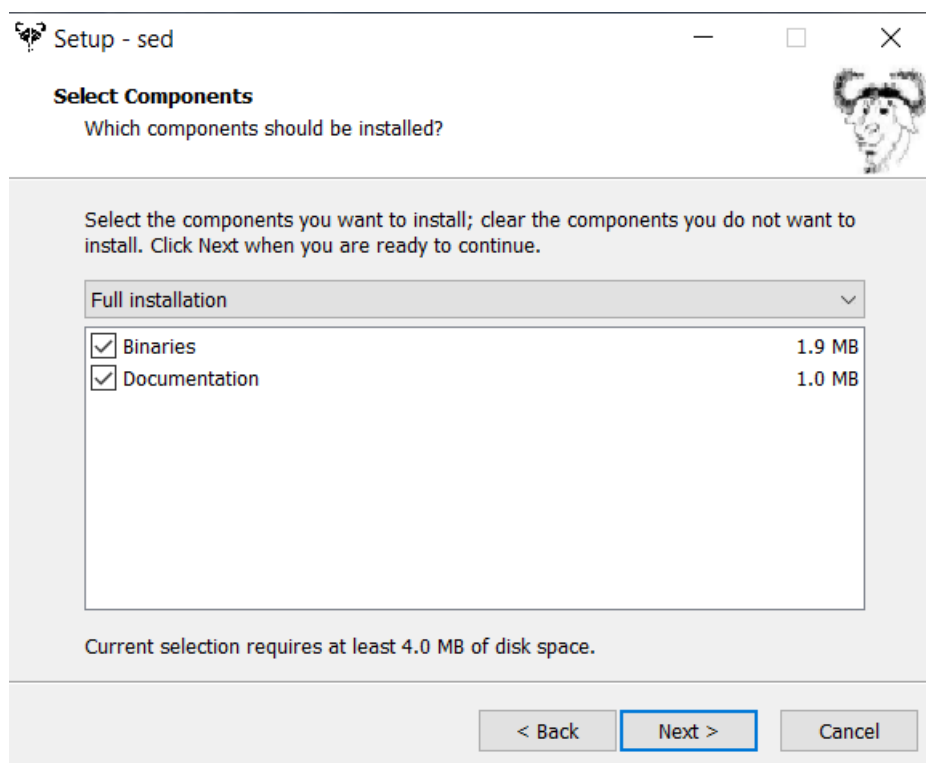 Setup - sed
Select Components
Which components should be installed?
Select the components you want to install; clear the components you do not want to
install. Click Next when you are ready to continue.
Full installation
Binaries 1.9 MB
Documentation 1.0 MB
Current selection requires at least 4.0 MB of disk space.
< Back Next > Cancel